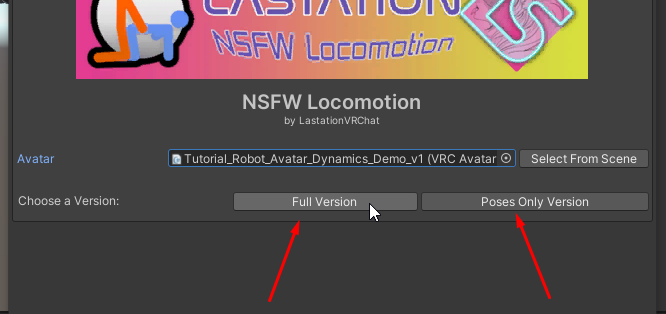 LASTATION
NSFW Locomotion
NSFW Locomotion
by LastationVRChat
Avatar Tutorial_Robot_Avatar_Dynamics_Demo_v1 (VRC Avatar Select From Scene
Choose a Version: Full Version Poses Only Version